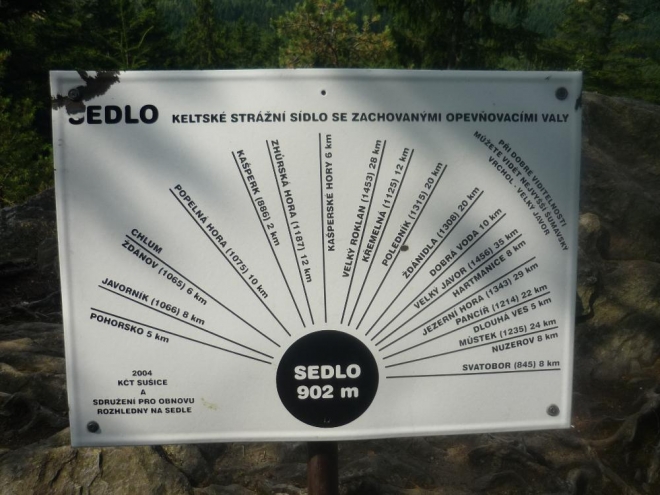 SEDLO KELTSKÉ STRÁŽNÍ SÍDLO SE ZACHOVANÝMI OPEVŇOVACÍMI VALY
PŘI DOBRÉ VIDITELNOSTI
MŮŽETE VIDĚT NEJVYŠŠÍ ŠUMAVSKÝ
VRCHOL - VELKÝ JAVOR
POHORSKO 5 km
JAVORNÍK (1066) 8 km
CHLUM
ŽDÁNOV (1065) 6 km
POPELNÁ HORA (1075) 10 km
KAŠPERK (886) 2 km
ZHŮRSKÁ HORA (1187) 12 km
KAŠPERSKÉ HORY 6 km
VELKÝ ROKLAN (1453) 28 km
KŘEMELNÁ (1125) 12 km
POLEDNÍK (1315) 20 km
ŽDANIDLA (1308) 20 km
DOBRÁ VODA 10 km
VELKÝ JAVOR (1456) 35 km
HARTMANICE 8 km
JEZERNÍ HORA (1343) 29 km
PANCÍŘ (1214) 22 km
DLOUHÁ VES 5 km
MŮSTEK (1235) 24 km
NUZEROV 8 km
SVATOBOR (845) 8 km
SEDLO
902 m
2004
KČT SUŠICE
A
SDRUŽENÍ PRO OBNOVU
ROZHLEDNY NA SEDLE